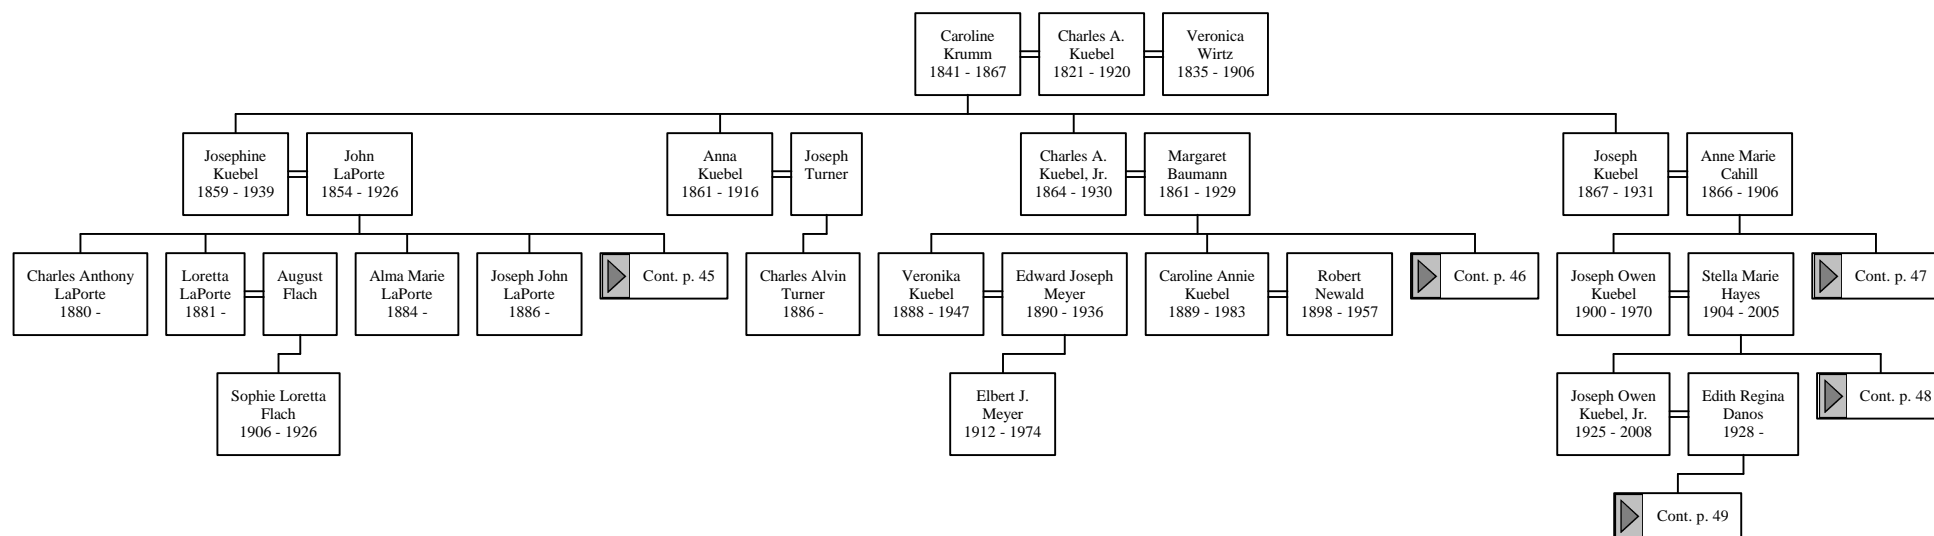 Caroline
Krumm
1841 - 1867
Charles A.
Kuebel
1821 - 1920
Veronica
Wirtz
1835 - 1906
Josephine
Kuebel
1859 - 1939
John
LaPorte
1854 - 1926
Anna
Kuebel
1861 - 1916
Joseph
Turner
Charles A.
Kuebel, Jr.
1864 - 1930
Margaret
Baumann
1861 - 1929
Joseph
Kuebel
1867 - 1931
Anne Marie
Cahill
1866 - 1906
Charles Anthony
LaPorte
1880 -
Loretta
LaPorte
1881 -
August
Flach
Alma Marie
LaPorte
1884 -
Joseph John
LaPorte
1886 -
Cont. p. 45
Charles Alvin
Turner
1886 -
Veronika
Kuebel
1888 - 1947
Edward Joseph
Meyer
1890 - 1936
Caroline Annie
Kuebel
1889 - 1983
Robert
Newald
1898 - 1957
Cont. p. 46
Joseph Owen
Kuebel
1900 - 1970
Stella Marie
Hayes
1904 - 2005
Cont. p. 47
Sophie Loretta
Flach
1906 - 1926
Elbert J.
Meyer
1912 - 1974
Joseph Owen
Kuebel, Jr.
1925 - 2008
Edith Regina
Danos
1928 -
Cont. p. 48
Cont. p. 49